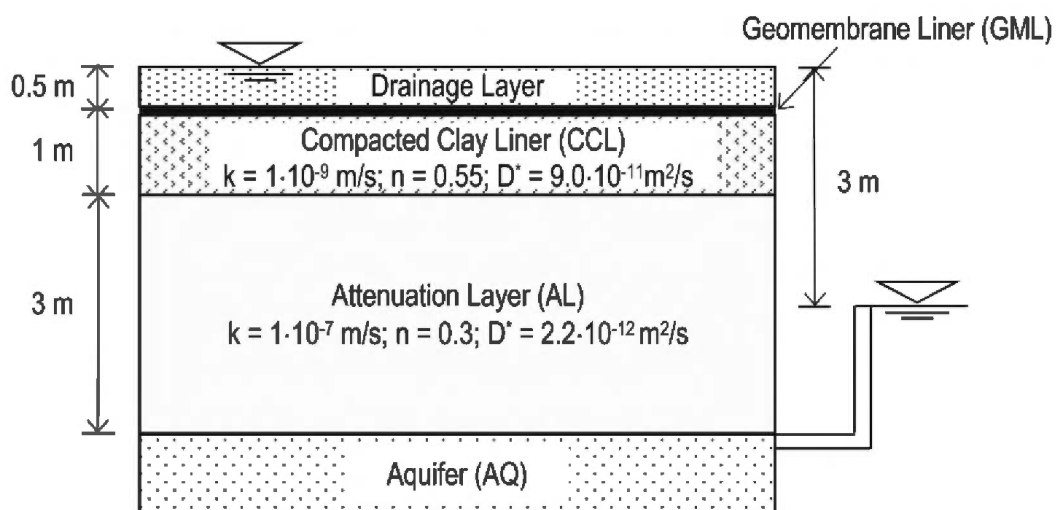 Geomembrane Liner (GML)
0.5 m
Drainage Layer
1 m
Compacted Clay Liner (CCL)
k = 1·10⁻⁹ m/s; n = 0.55; D* = 9.0·10⁻¹¹m²/s
3 m
3 m
Attenuation Layer (AL)
k = 1·10⁻⁷ m/s; n = 0.3; D* = 2.2·10⁻¹² m²/s
Aquifer (AQ)